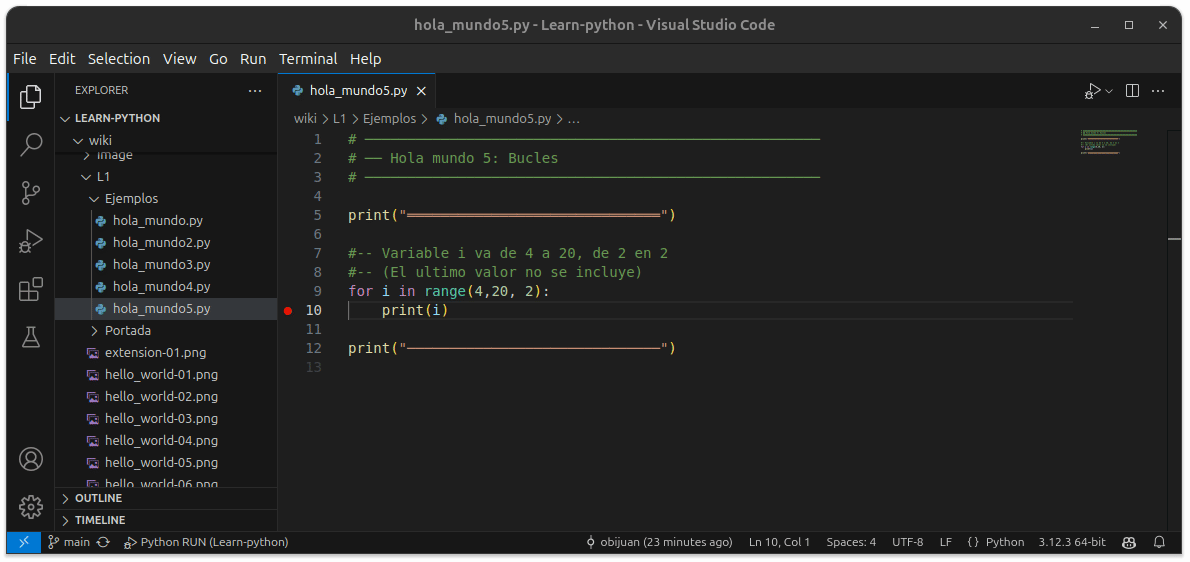 hola_mundo5.py - Learn-python - Visual Studio Code
File Edit Selection View Go Run Terminal Help
EXPLORER
LEARN-PYTHON
wiki
image
L1
Ejemplos
hola_mundo.py
hola_mundo2.py
hola_mundo3.py
hola_mundo4.py
hola_mundo5.py
Portada
extension-01.png
hello_world-01.png
hello_world-02.png
hello_world-03.png
hello_world-04.png
hello_world-05.png
hello_world-06.png
OUTLINE
TIMELINE
hola_mundo5.py
wiki > L1 > Ejemplos > hola_mundo5.py > ...
1 # ──────────────────────────────────────────────────────
2 # ── Hola mundo 5: Bucles
3 # ──────────────────────────────────────────────────────
4
5 print("══════════════════════════════")
6
7 #-- Variable i va de 4 a 20, de 2 en 2
8 #-- (El ultimo valor no se incluye)
9 for i in range(4,20, 2):
10     print(i)
11
12 print("──────────────────────────────")
13
main Python RUN (Learn-python) obijuan (23 minutes ago) Ln 10, Col 1 Spaces: 4 UTF-8 LF {} Python 3.12.3 64-bit